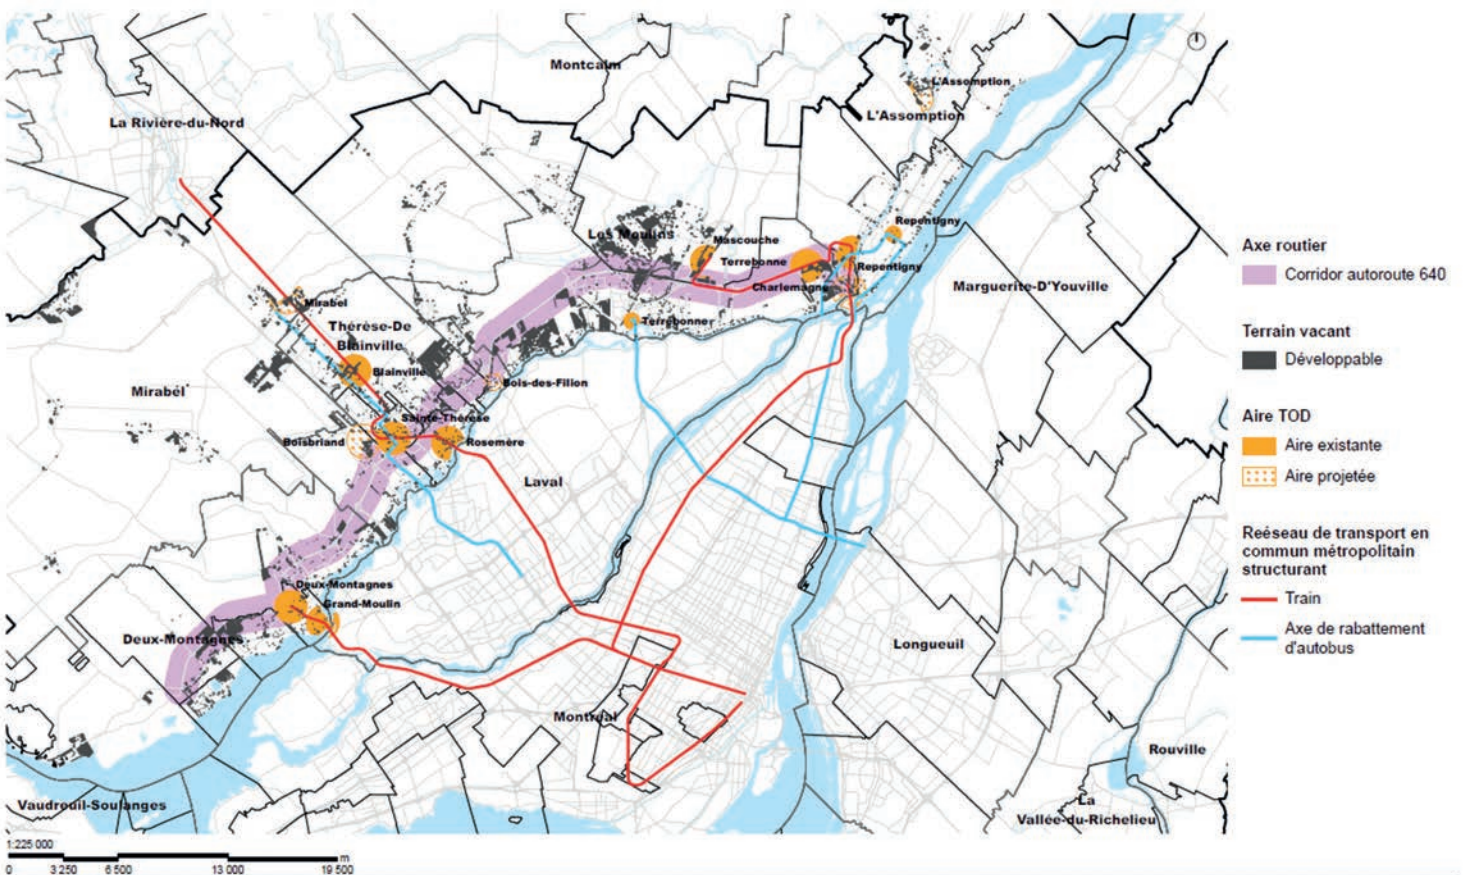 Montcalm
L'Assomption
La Rivière-du-Nord
L'Assomption
Repentigny
Les Moulins
Mascouche
Terrebonne
Repentigny
Charlemagne
Marguerite-D'Youville
Mirabel
Terrebonne
Thérèse-De
Blainville
Blainville
Bois-des-Filion
Mirabel
Sainte-Thérèse
Boisbriand
Rosemère
Laval
Deux-Montagnes
Grand-Moulin
Deux-Montagnes
Longueuil
Montréal
Rouville
Vaudreuil-Soulanges
La
Vallée-du-Richelieu
Axe routier
Corridor autoroute 640
Terrain vacant
Développable
Aire TOD
Aire existante
Aire projetée
Reéseau de transport en
commun métropolitain
structurant
Train
Axe de rabattement
d'autobus
1:225 000
m
0 3 250 6 500 13 000 19 500